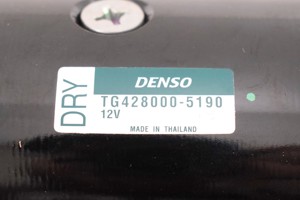 DRY
DENSO
TG428000-5190
12V
MADE IN THAILAND